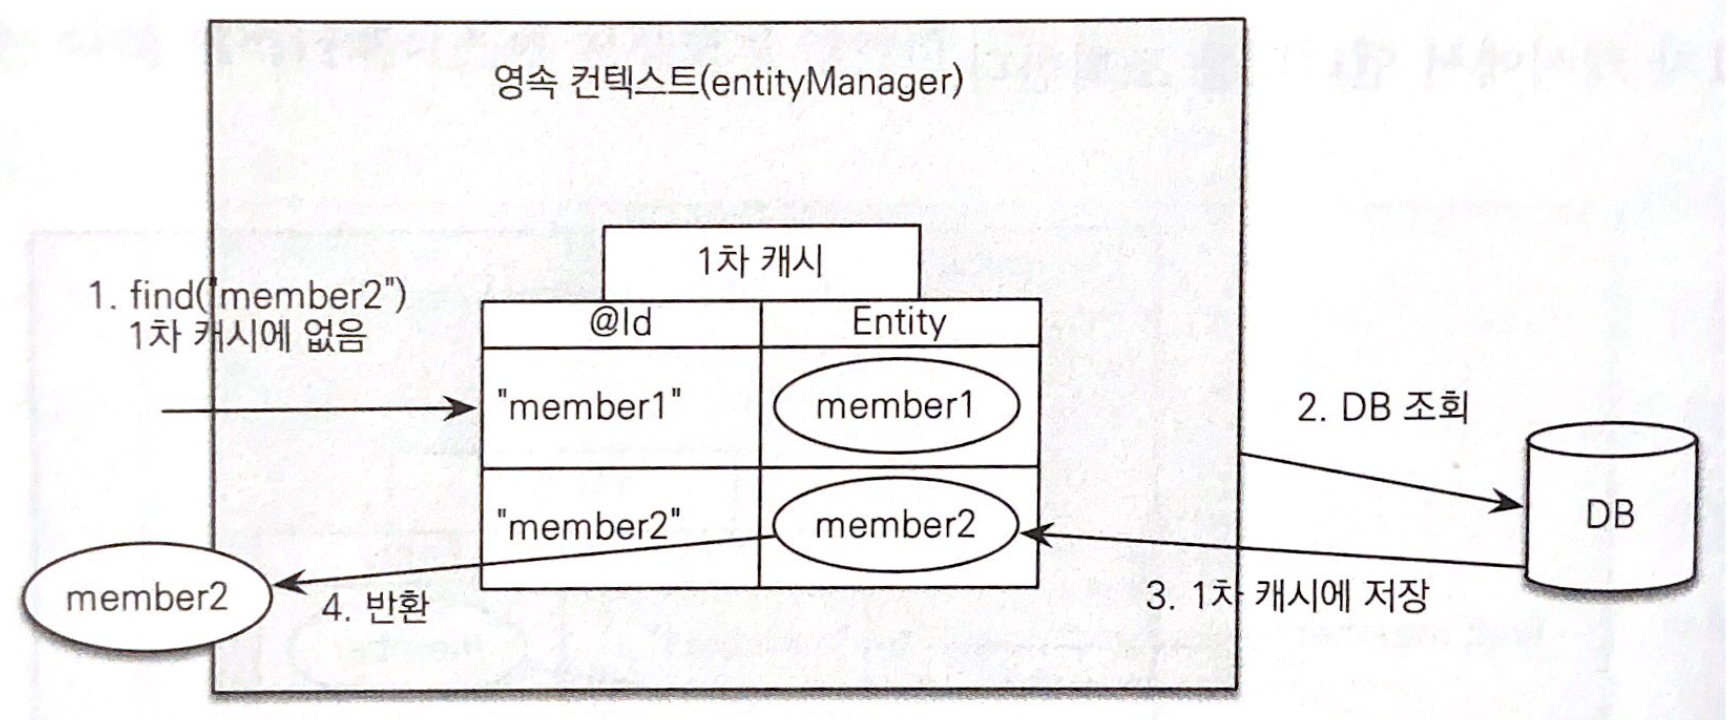 영속 컨텍스트(entityManager)
1차 캐시
1. find("member2")
1차 캐시에 없음
@Id
Entity
"member1"
member1
2. DB 조회
"member2"
member2
DB
member2
4. 반환
3. 1차 캐시에 저장